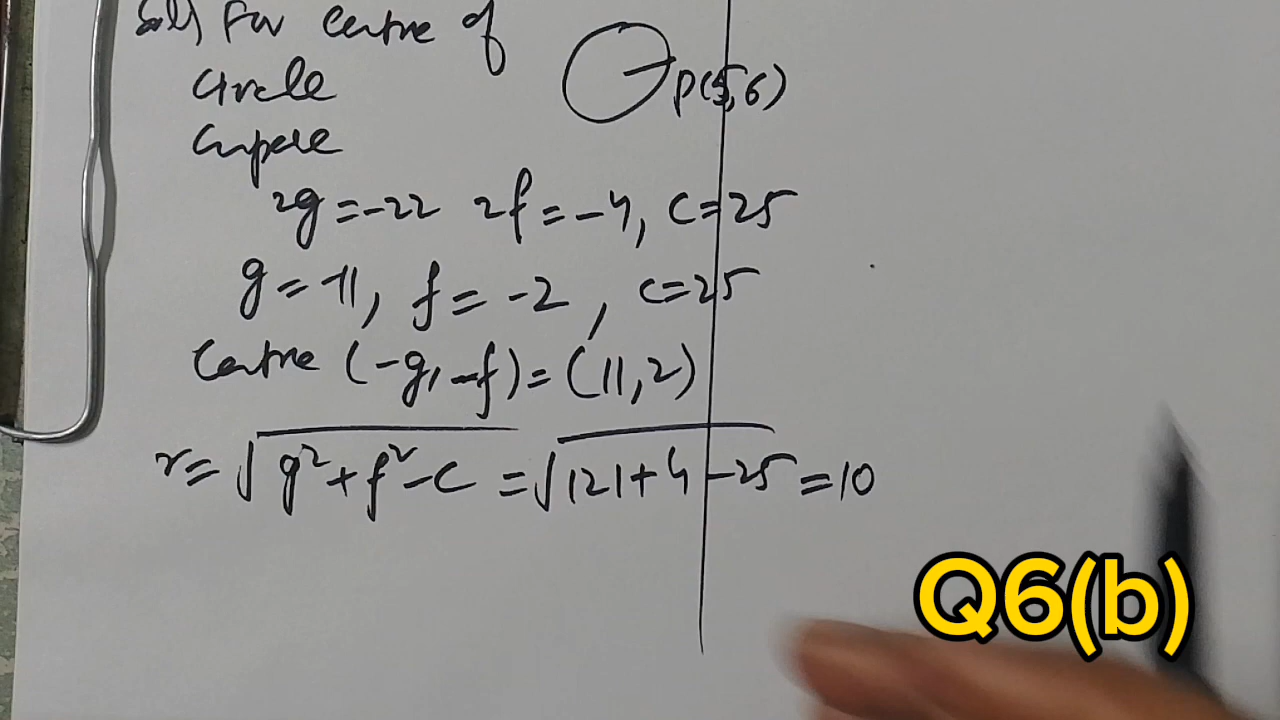 Sol) For Centre of
Circle
Compare
P(5,6)
2g=-22 2f=-4, C=25
g=-11, f=-2, C=25
Centre (-g,-f)=(11,2)
r=√g²+f²-C =√121+4-25=10
Q6(b)